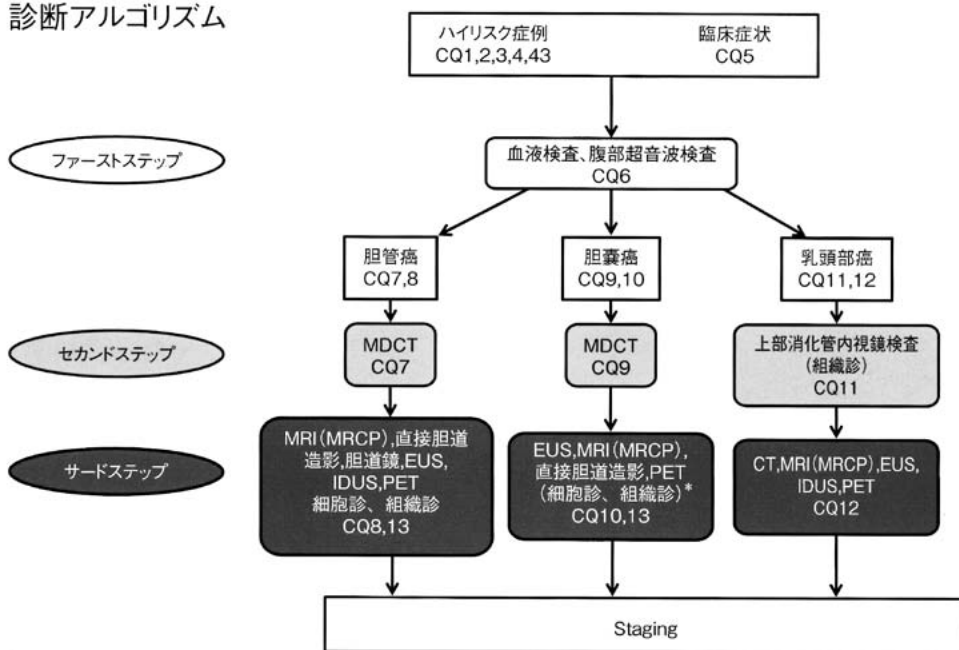 診断アルゴリズム
ハイリスク症例
CQ1,2,3,4,43
臨床症状
CQ5
ファーストステップ
血液検査、腹部超音波検査
CQ6
胆管癌
CQ7,8
胆嚢癌
CQ9,10
乳頭部癌
CQ11,12
セカンドステップ
MDCT
CQ7
MDCT
CQ9
上部消化管内視鏡検査
(組織診)
CQ11
サードステップ
MRI(MRCP),直接胆道
造影,胆道鏡,EUS,
IDUS,PET
細胞診、組織診
CQ8,13
EUS,MRI(MRCP),
直接胆道造影,PET
(細胞診、組織診)*
CQ10,13
CT,MRI(MRCP),EUS,
IDUS,PET
CQ12
Staging